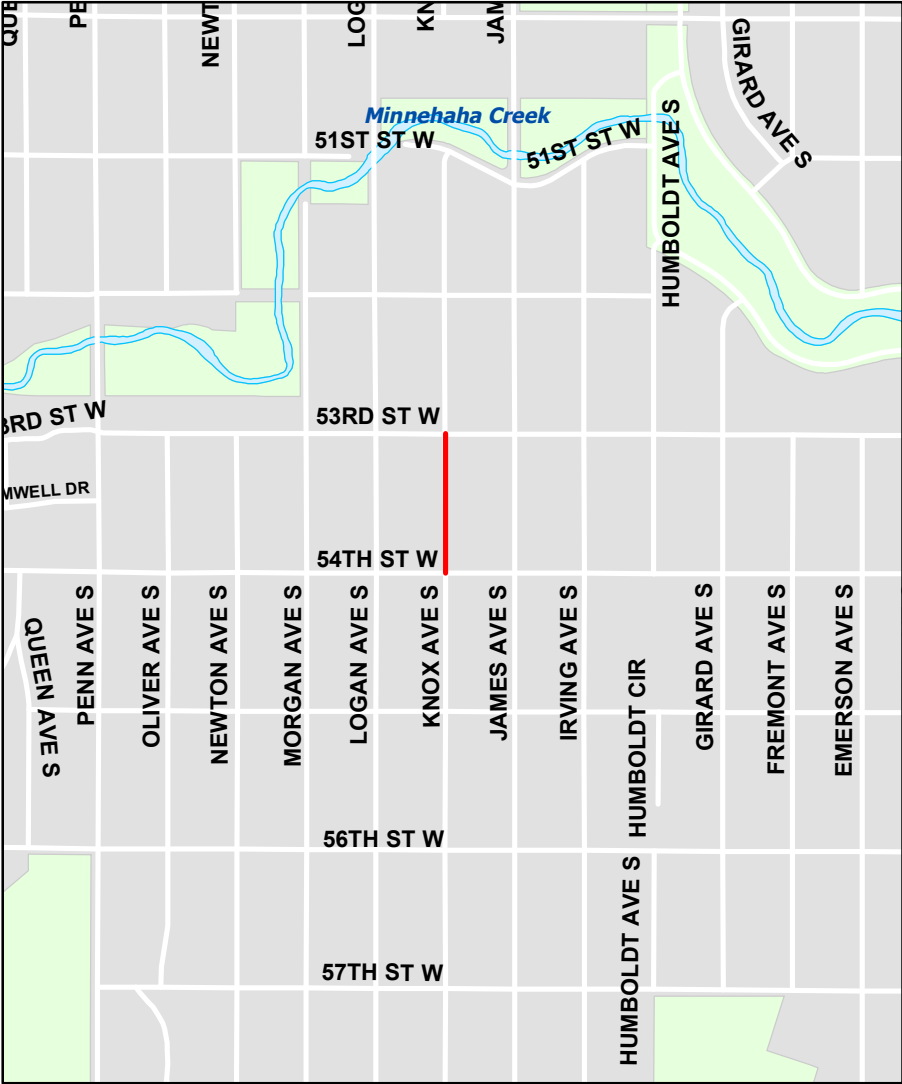 QUE
PE
NEWT
LOG
KN
JAM
GIRARD AVE S
Minnehaha Creek
51ST ST W
51ST ST W
HUMBOLDT AVE S
3RD ST W
53RD ST W
MWELL DR
54TH ST W
QUEEN AVE S
PENN AVE S
OLIVER AVE S
NEWTON AVE S
MORGAN AVE S
LOGAN AVE S
KNOX AVE S
JAMES AVE S
IRVING AVE S
HUMBOLDT CIR
GIRARD AVE S
FREMONT AVE S
EMERSON AVE S
56TH ST W
HUMBOLDT AVE S
57TH ST W